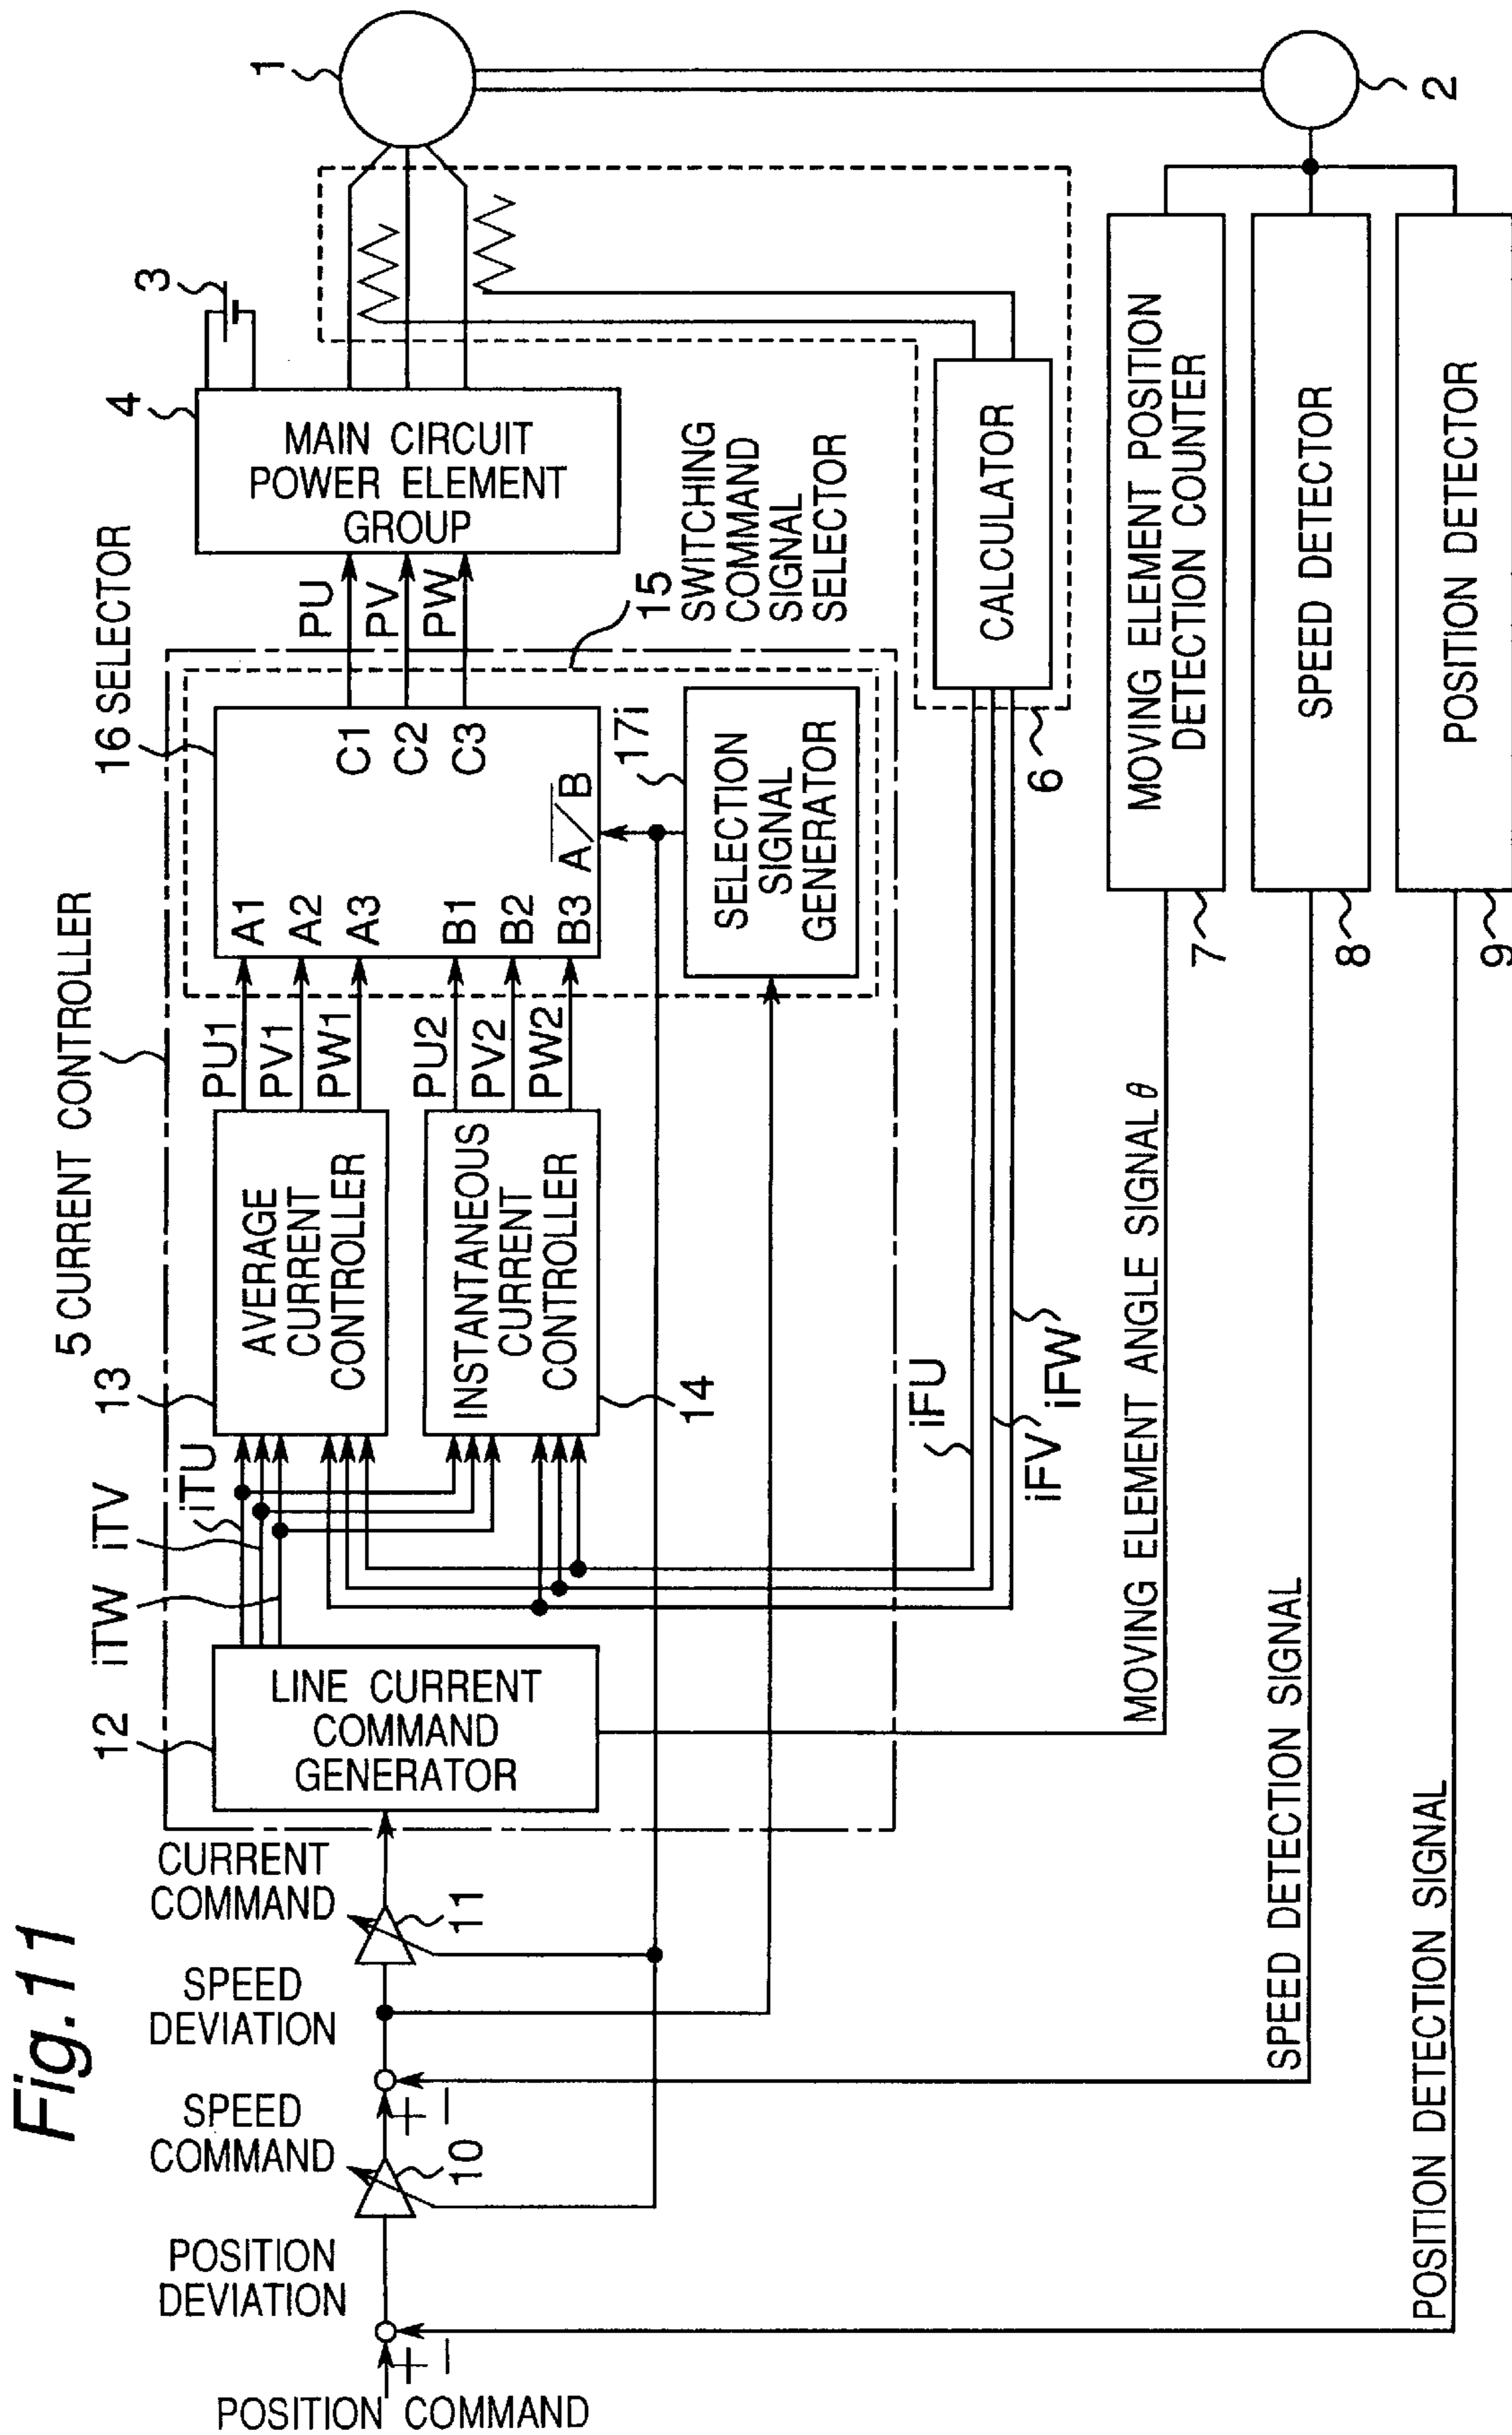 Fig.11
5 CURRENT CONTROLLER
16 SELECTOR
4
3
1
12
iTW
iTV
iTU
13
PU1
PV1
PW1
A1
A2
A3
C1
C2
C3
PU
PV
PW
MAIN CIRCUIT
POWER ELEMENT
GROUP
POSITION COMMAND
+
−
POSITION
DEVIATION
10
SPEED
COMMAND
+
−
SPEED
DEVIATION
11
CURRENT
COMMAND
LINE CURRENT
COMMAND
GENERATOR
AVERAGE
CURRENT
CONTROLLER
INSTANTANEOUS
CURRENT
CONTROLLER
14
PU2
PV2
PW2
B1
B2
B3
A/B
17i
SELECTION
SIGNAL
GENERATOR
15
SWITCHING
COMMAND
SIGNAL
SELECTOR
iFU
iFV
iFW
6
CALCULATOR
MOVING ELEMENT ANGLE SIGNAL θ
7
MOVING ELEMENT POSITION
DETECTION COUNTER
2
SPEED DETECTION SIGNAL
8
SPEED DETECTOR
POSITION DETECTION SIGNAL
9
POSITION DETECTOR